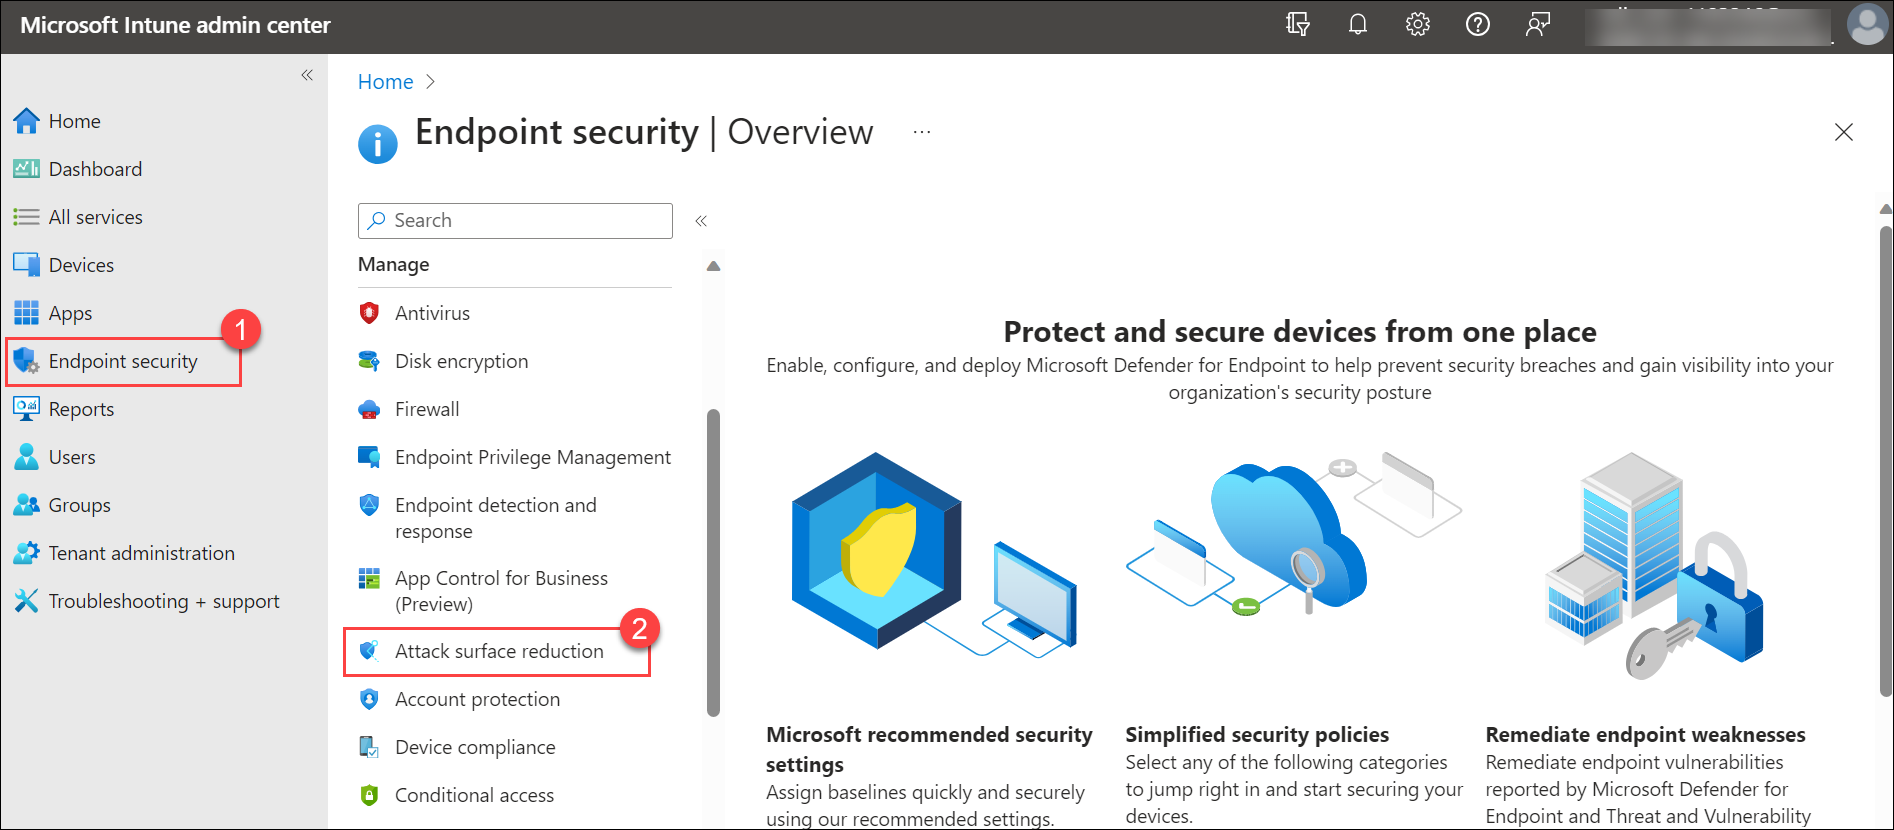 Microsoft Intune admin center
Home
Dashboard
All services
Devices
Apps
1
Endpoint security
Reports
Users
Groups
Tenant administration
Troubleshooting + support
Home
Endpoint security | Overview
Search
Manage
Antivirus
Disk encryption
Firewall
Endpoint Privilege Management
Endpoint detection and
response
App Control for Business
(Preview)
2
Attack surface reduction
Account protection
Device compliance
Conditional access
Protect and secure devices from one place
Enable, configure, and deploy Microsoft Defender for Endpoint to help prevent security breaches and gain visibility into your
organization's security posture
Microsoft recommended security
settings
Assign baselines quickly and securely
using our recommended settings.
Simplified security policies
Select any of the following categories
to jump right in and start securing your
devices.
Remediate endpoint weaknesses
Remediate endpoint vulnerabilities
reported by Microsoft Defender for
Endpoint and Threat and Vulnerability